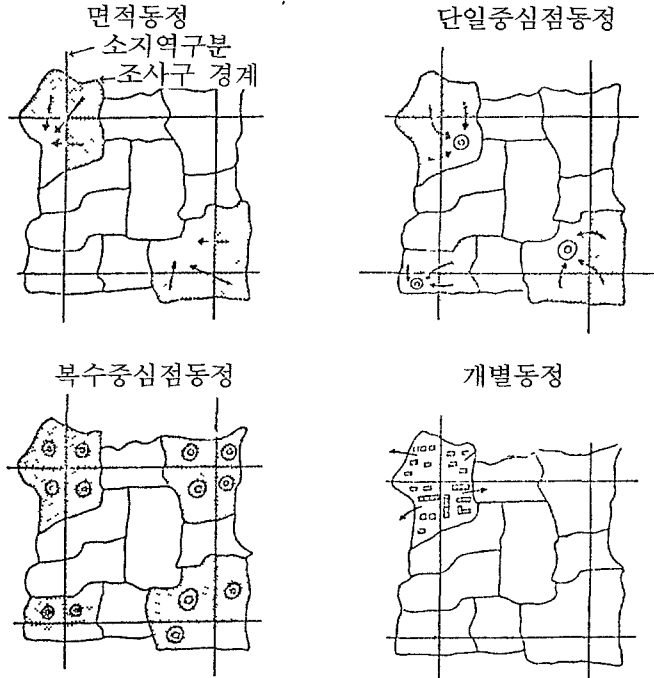 면적동정
소지역구분
조사구 경계
단일중심점동정
복수중심점동정
개별동정